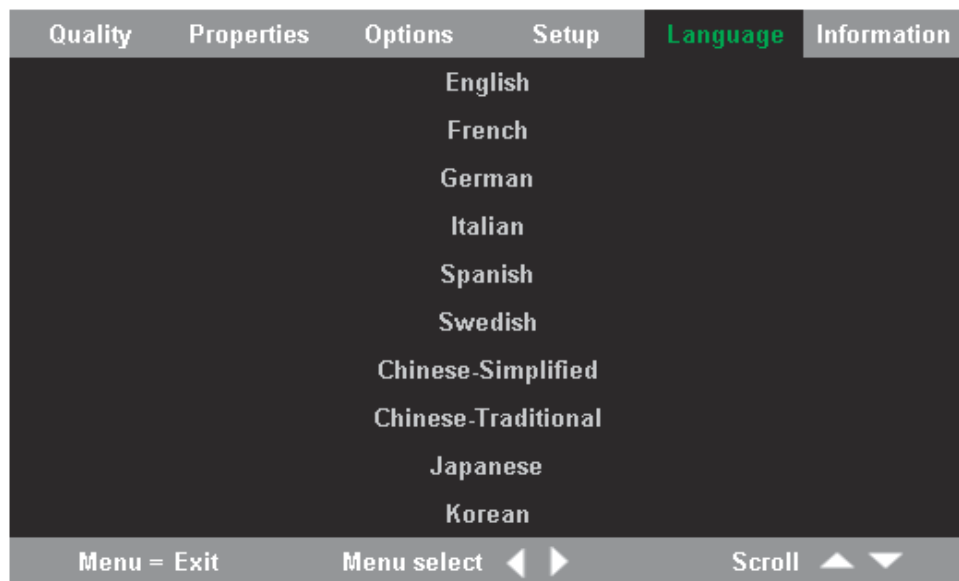 Quality Properties Options Setup Language Information
English
French
German
Italian
Spanish
Swedish
Chinese-Simplified
Chinese-Traditional
Japanese
Korean
Menu = Exit Menu select Scroll